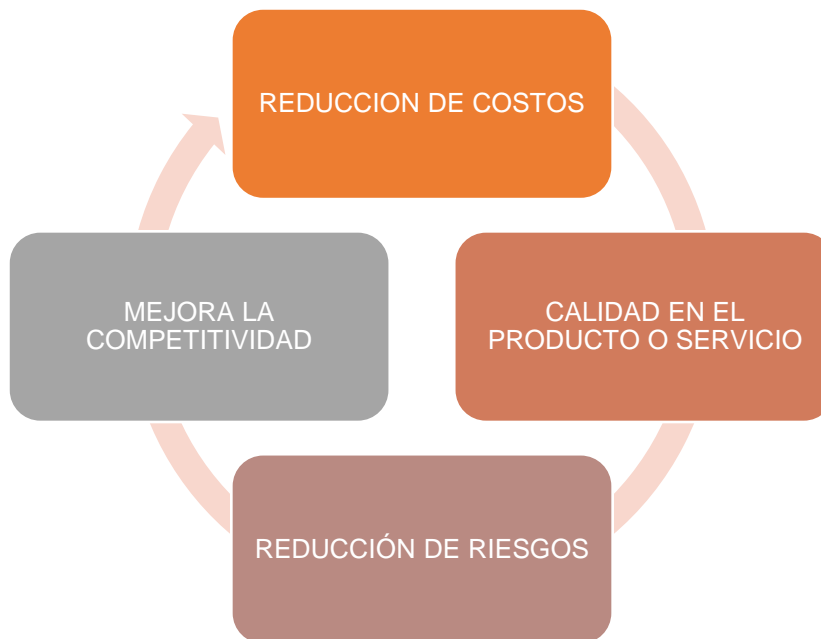 REDUCCION DE COSTOS
CALIDAD EN EL
PRODUCTO O SERVICIO
REDUCCIÓN DE RIESGOS
MEJORA LA
COMPETITIVIDAD